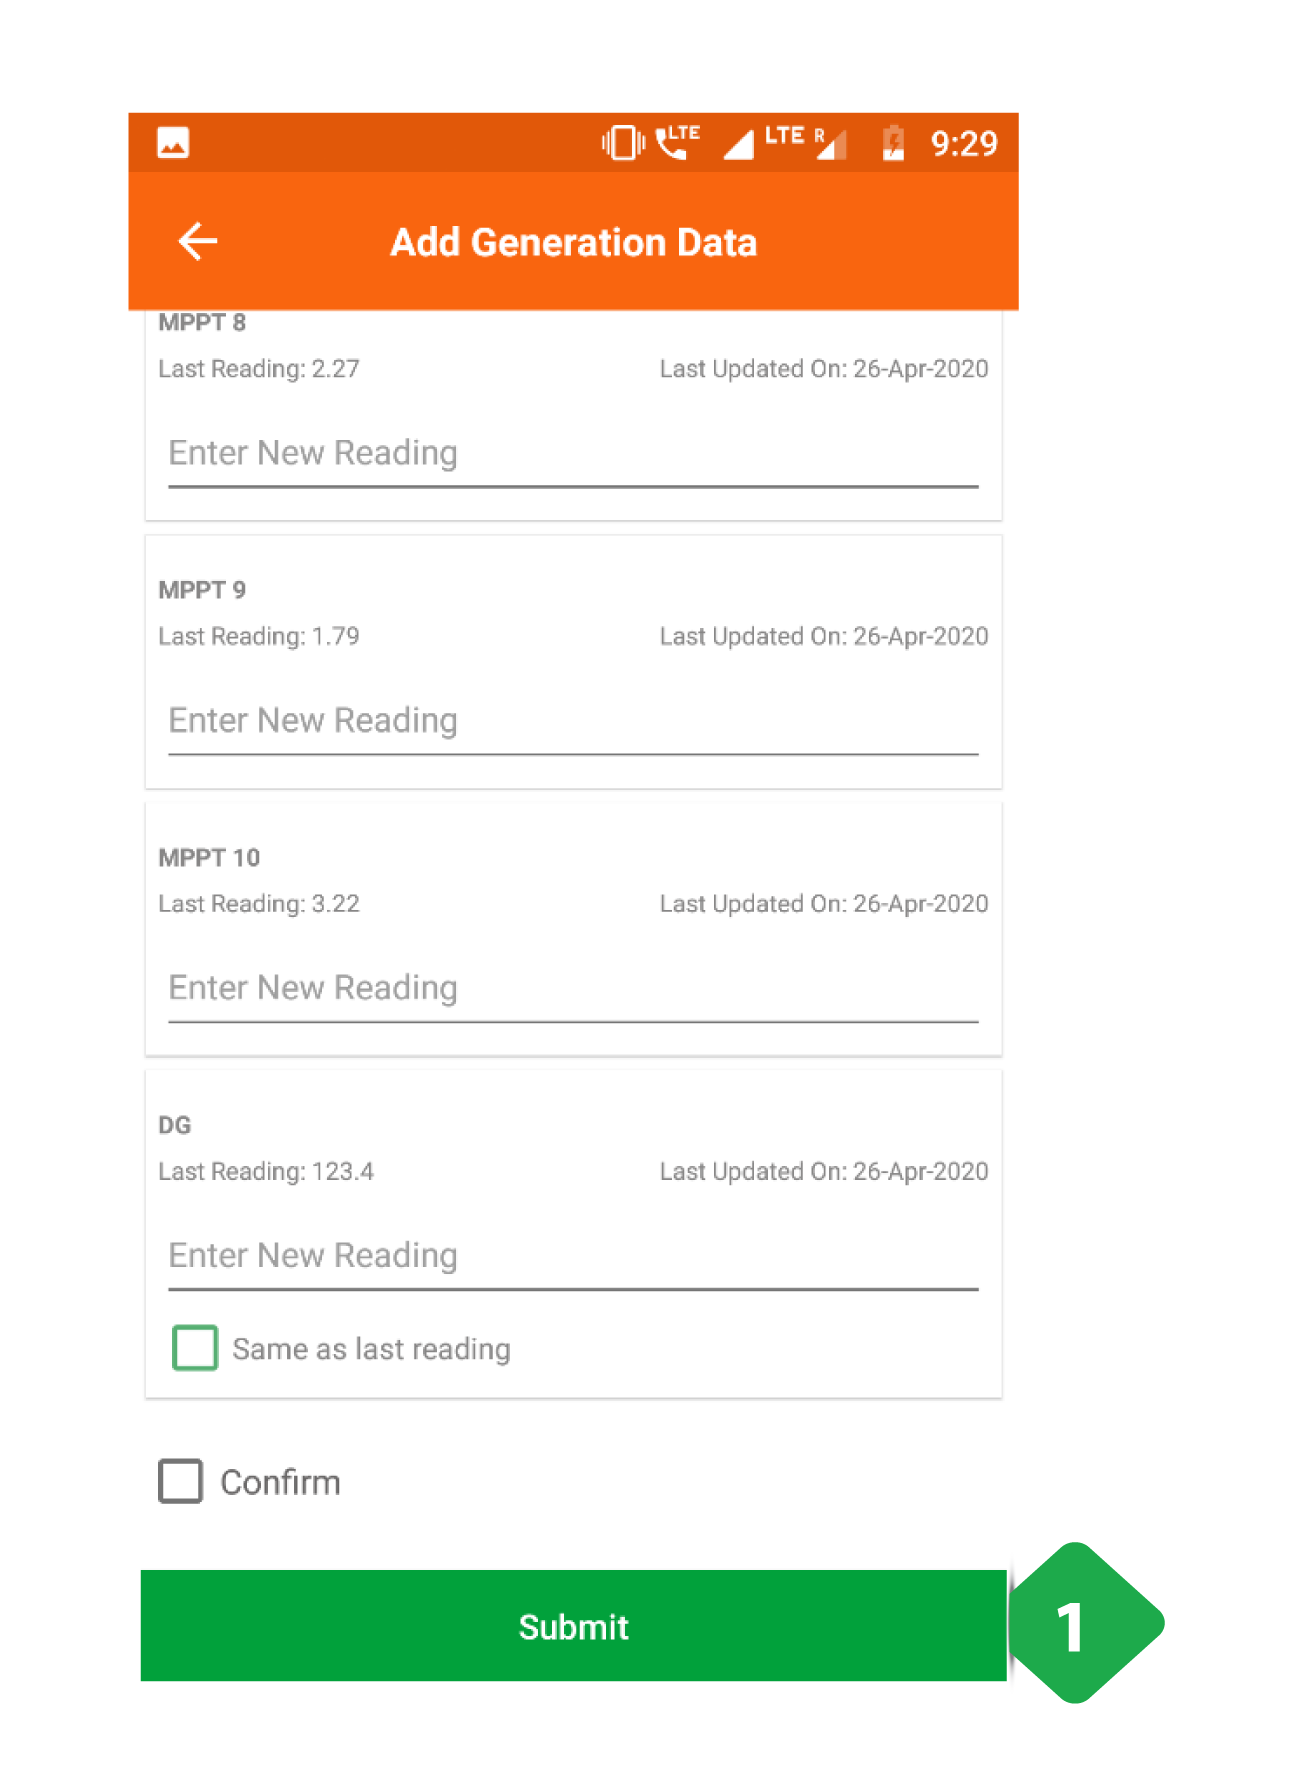 LTE LTE R 9:29
Add Generation Data
MPPT 8
Last Reading: 2.27 Last Updated On: 26-Apr-2020
Enter New Reading
MPPT 9
Last Reading: 1.79 Last Updated On: 26-Apr-2020
Enter New Reading
MPPT 10
Last Reading: 3.22 Last Updated On: 26-Apr-2020
Enter New Reading
DG
Last Reading: 123.4 Last Updated On: 26-Apr-2020
Enter New Reading
Same as last reading
Confirm
Submit 1